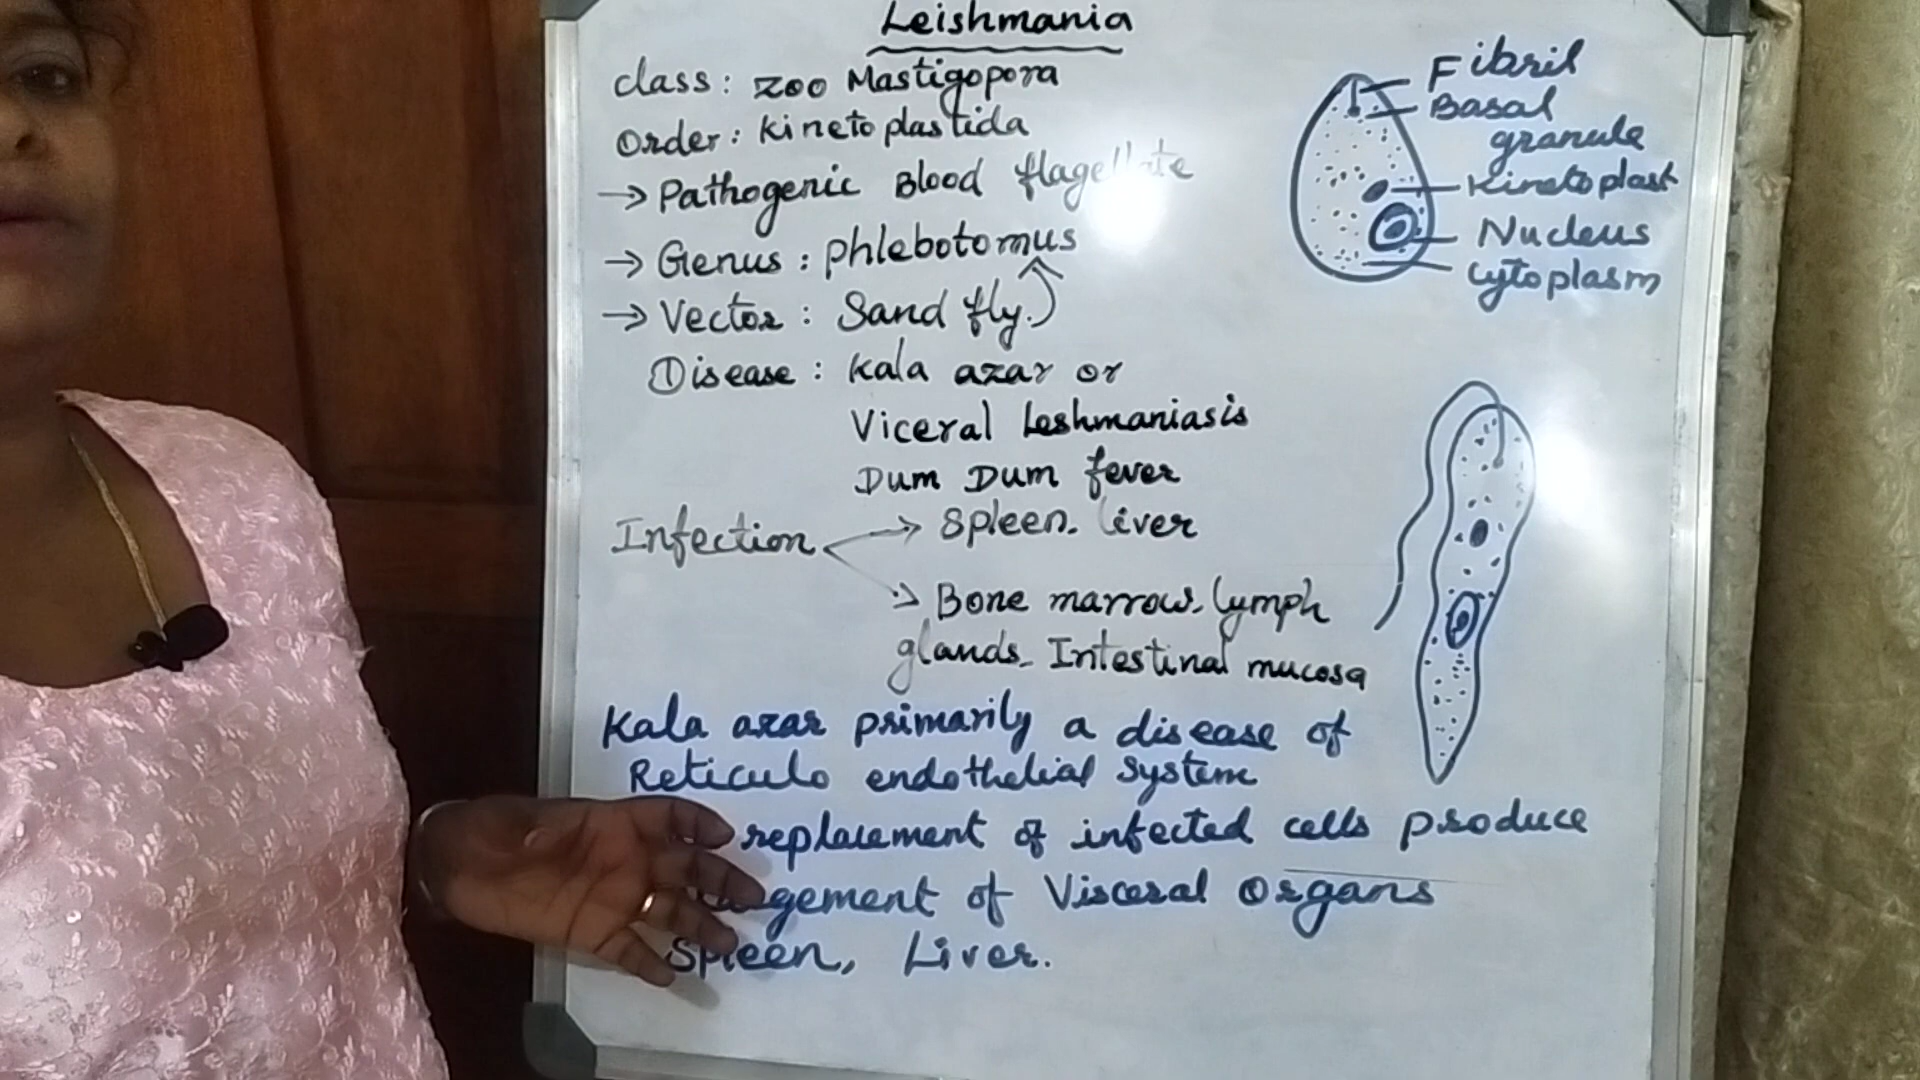 Leishmania
class: zoo Mastigopora
Order: Kinetoplastida
→ Pathogenic Blood flagellate
→ Genus: Phlebotomus
→ Vector: Sand fly.
Disease: Kala azar or
Viceral Leshmaniasis
Dum Dum fever
Infection → Spleen. liver
→ Bone marrow. lymph
glands. Intestinal mucosa
Kala azar primarily a disease of
Reticulo endothelial System
replacement of infected cells produce
of Visceral Organs
Spleen, Liver.
Fibril
Basal
granule
Kinetoplast
Nucleus
Cytoplasm